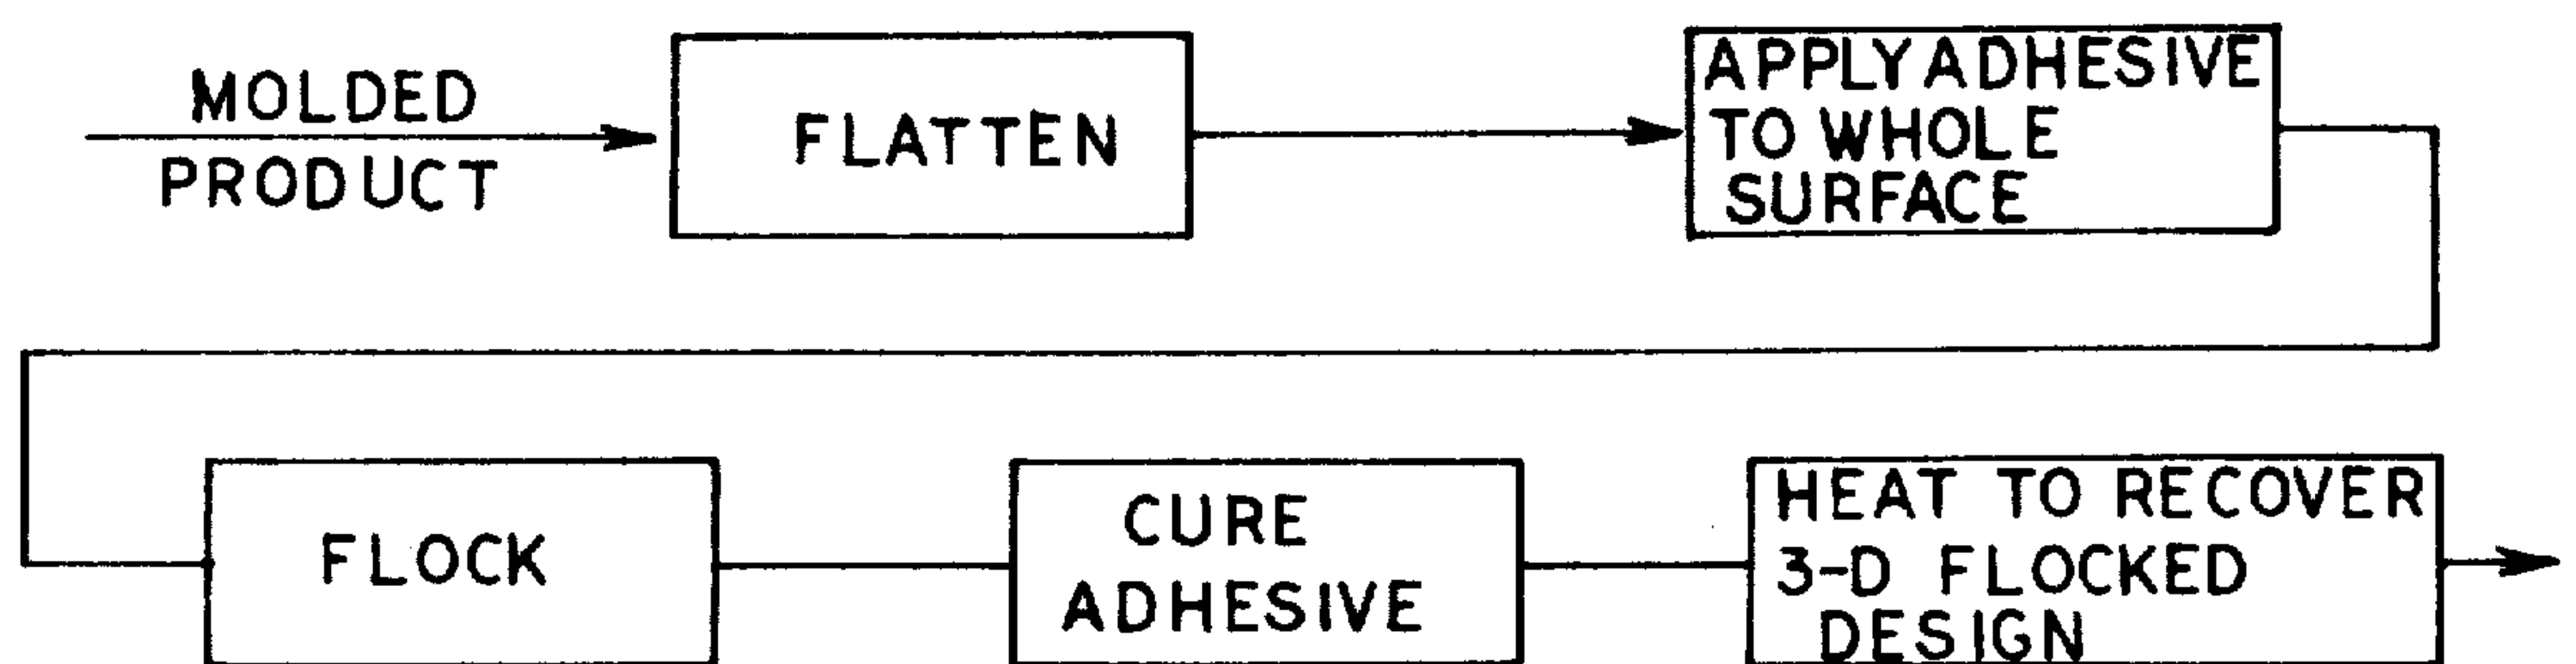 MOLDED
PRODUCT
FLATTEN
APPLY ADHESIVE
TO WHOLE
SURFACE
FLOCK
CURE
ADHESIVE
HEAT TO RECOVER
3-D FLOCKED
DESIGN